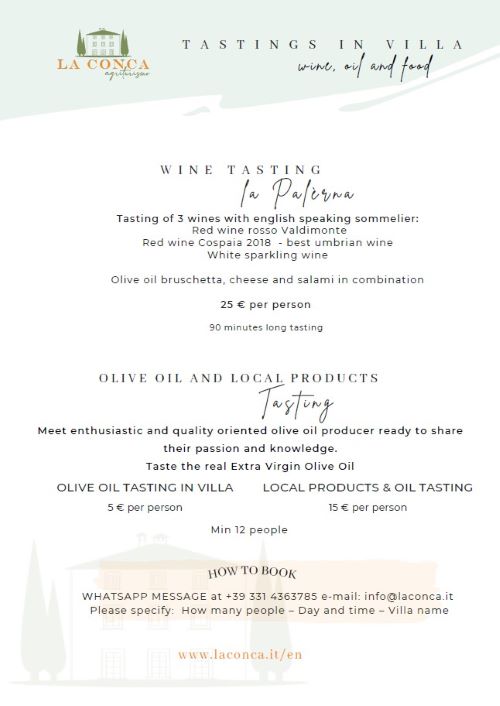 LA CONCA
agriturismo
TASTINGS IN VILLA
wine, oil and food
WINE TASTING
la Palèrna
Tasting of 3 wines with english speaking sommelier:
Red wine rosso Valdimonte
Red wine Cospaia 2018 - best umbrian wine
White sparkling wine
Olive oil bruschetta, cheese and salami in combination
25 € per person
90 minutes long tasting
OLIVE OIL AND LOCAL PRODUCTS
Tasting
Meet enthusiastic and quality oriented olive oil producer ready to share
their passion and knowledge.
Taste the real Extra Virgin Olive Oil
OLIVE OIL TASTING IN VILLA
5 € per person
LOCAL PRODUCTS & OIL TASTING
15 € per person
Min 12 people
HOW TO BOOK
WHATSAPP MESSAGE at +39 331 4363785 e-mail: info@laconca.it
Please specify: How many people – Day and time – Villa name
www.laconca.it/en